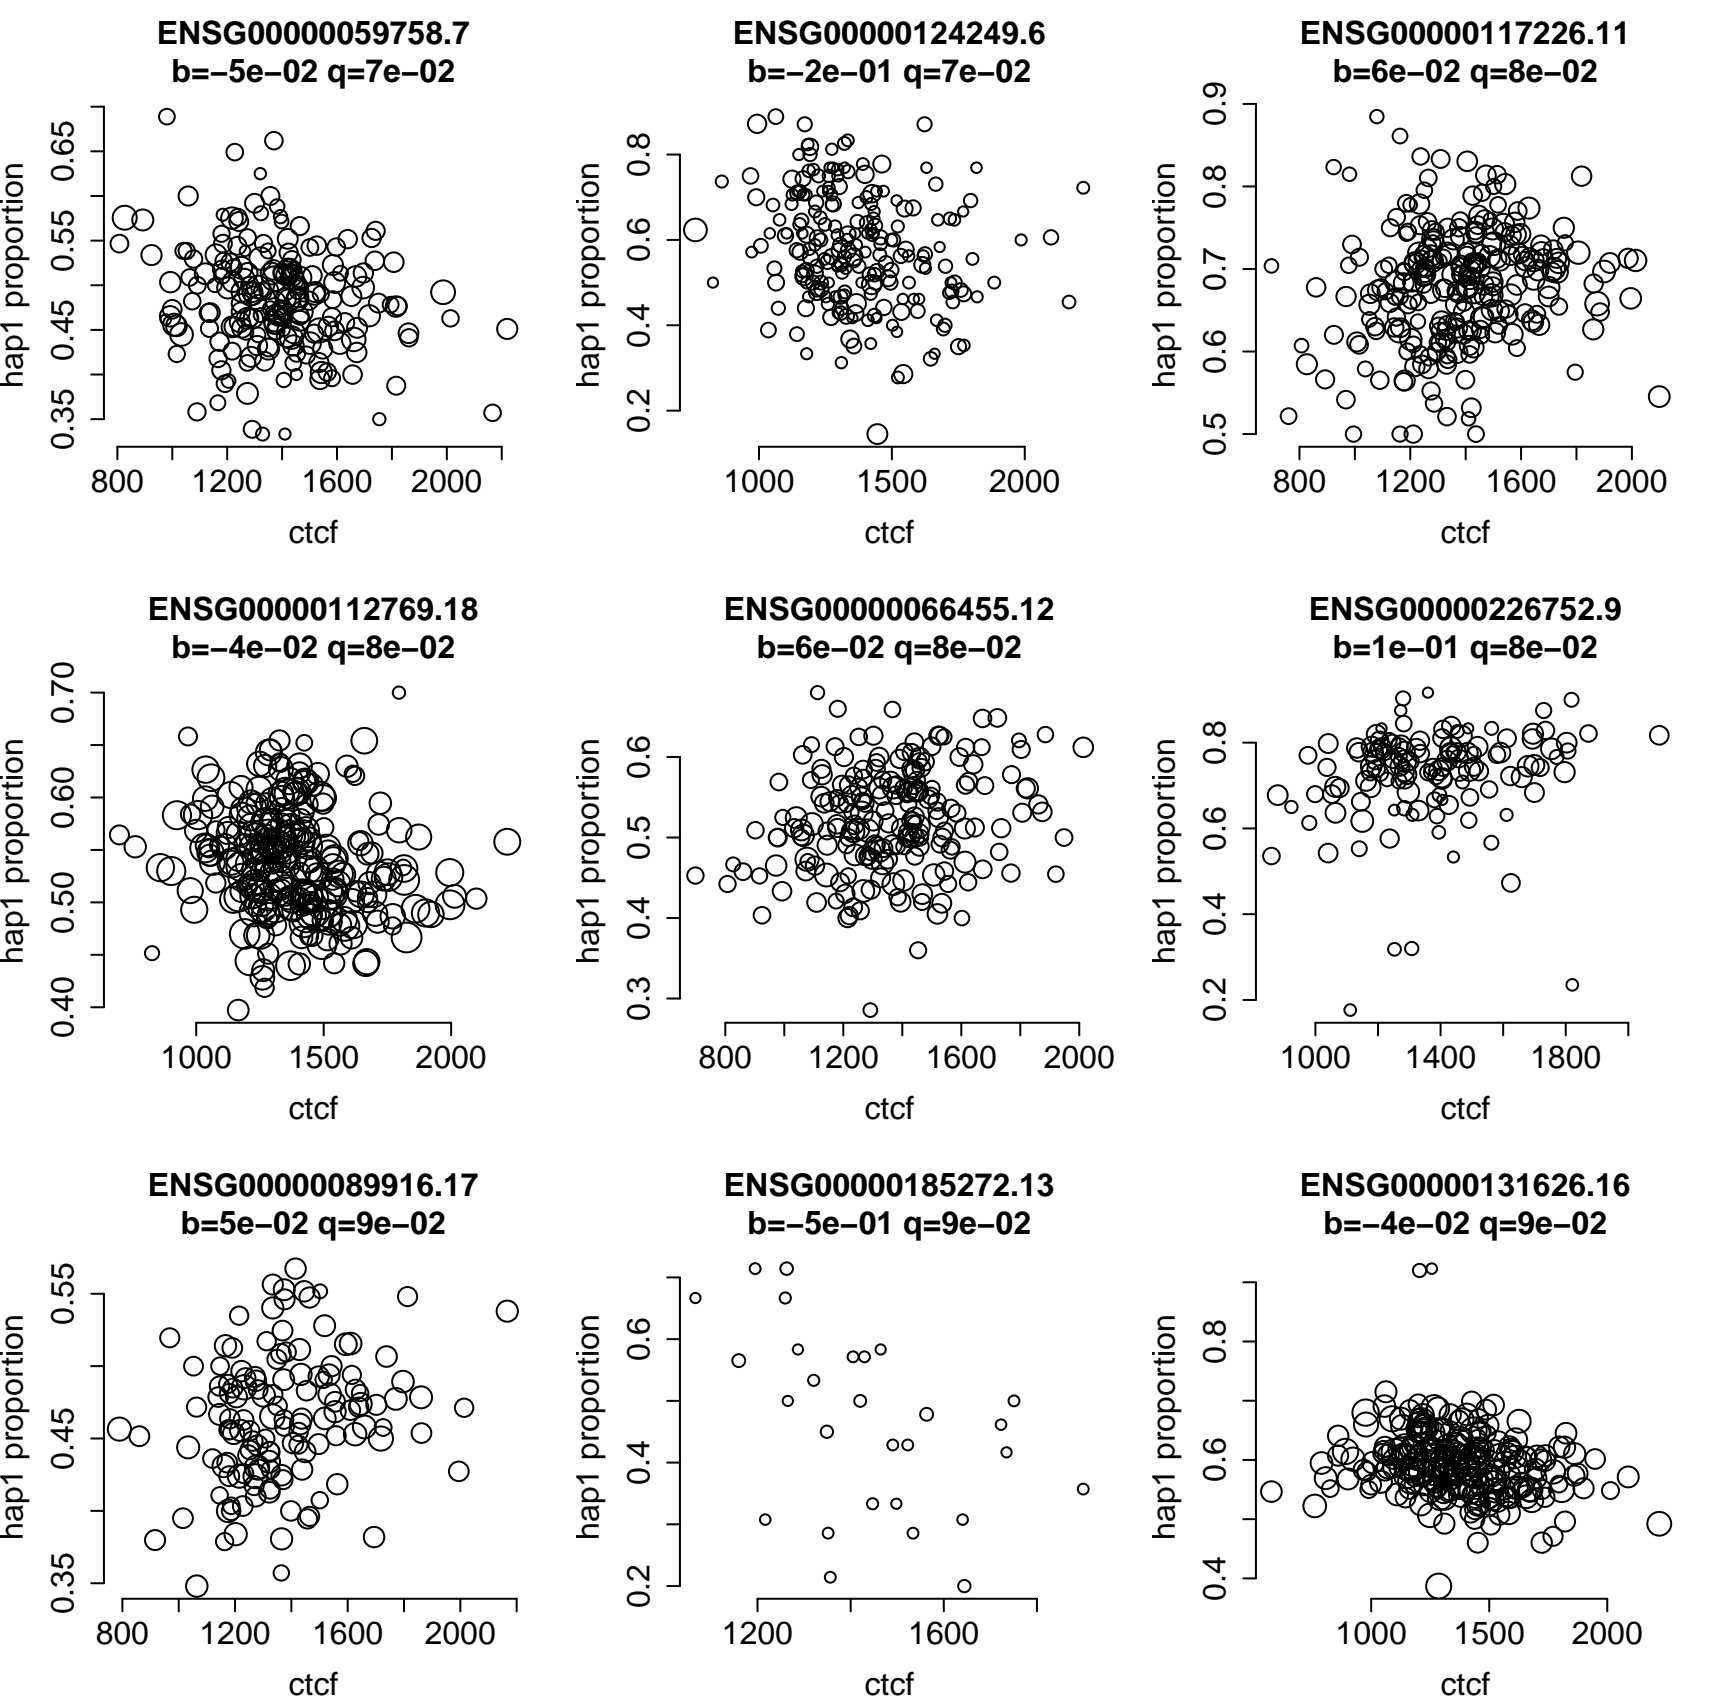 ENSG00000059758.7
b=−5e−02 q=7e−02
hap1 proportion
0.35 0.45 0.55 0.65
800 1200 1600 2000
ctcf
ENSG00000124249.6
b=−2e−01 q=7e−02
hap1 proportion
0.2 0.4 0.6 0.8
1000 1500 2000
ctcf
ENSG00000117226.11
b=6e−02 q=8e−02
hap1 proportion
0.5 0.6 0.7 0.8 0.9
800 1200 1600 2000
ctcf
ENSG00000112769.18
b=−4e−02 q=8e−02
hap1 proportion
0.40 0.50 0.60 0.70
1000 1500 2000
ctcf
ENSG00000066455.12
b=6e−02 q=8e−02
hap1 proportion
0.3 0.4 0.5 0.6
800 1200 1600 2000
ctcf
ENSG00000226752.9
b=1e−01 q=8e−02
hap1 proportion
0.2 0.4 0.6 0.8
1000 1400 1800
ctcf
ENSG00000089916.17
b=5e−02 q=9e−02
hap1 proportion
0.35 0.45 0.55
800 1200 1600 2000
ctcf
ENSG00000185272.13
b=−5e−01 q=9e−02
hap1 proportion
0.2 0.4 0.6
1200 1600
ctcf
ENSG00000131626.16
b=−4e−02 q=9e−02
hap1 proportion
0.4 0.6 0.8
1000 1500 2000
ctcf